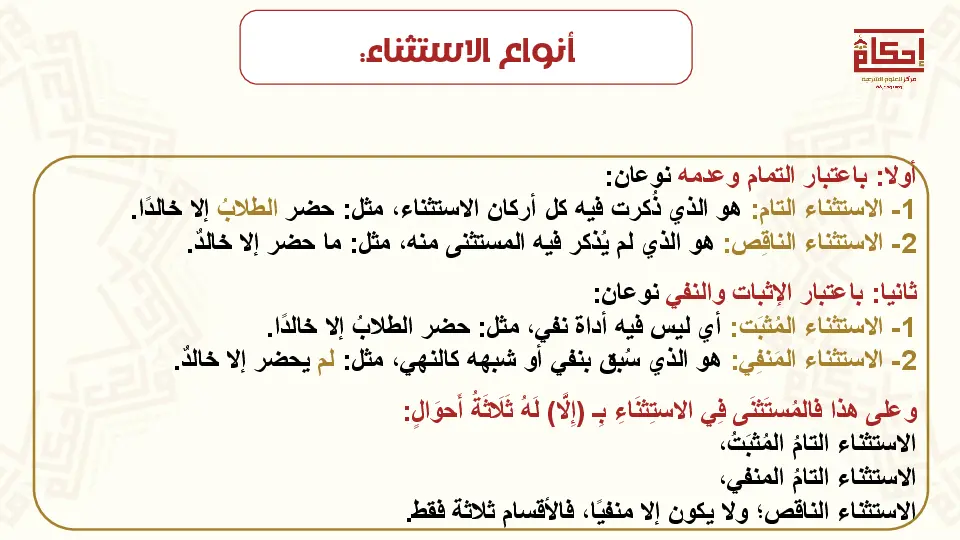 أنواع الاستثناء:
إحكام
مركز للعلوم الشرعية
أولا: باعتبار التمام وعدمه نوعان:
1- الاستثناء التام: هو الذي ذُكرت فيه كل أركان الاستثناء، مثل: حضر الطلابُ إلا خالدًا.
2- الاستثناء الناقِص: هو الذي لم يُذكر فيه المستثنى منه، مثل: ما حضر إلا خالدٌ.
ثانيا: باعتبار الإثبات والنفي نوعان:
1- الاستثناء المُثبَت: أي ليس فيه أداة نفي، مثل: حضر الطلابُ إلا خالدًا.
2- الاستثناء المَنفِي: هو الذي سُبق بنفي أو شبهه كالنهي، مثل: لم يحضر إلا خالدٌ.
وعلى هذا فالمُستَثنَى فِي الاستِثنَاءِ بِـ (إِلَّا) لَهُ ثَلَاثَةُ أَحوَالٍ:
الاستثناء التامُ المُثبَتُ،
الاستثناء التامُ المنفي،
الاستثناء الناقص؛ ولا يكون إلا منفيًا، فالأقسام ثلاثة فقط.